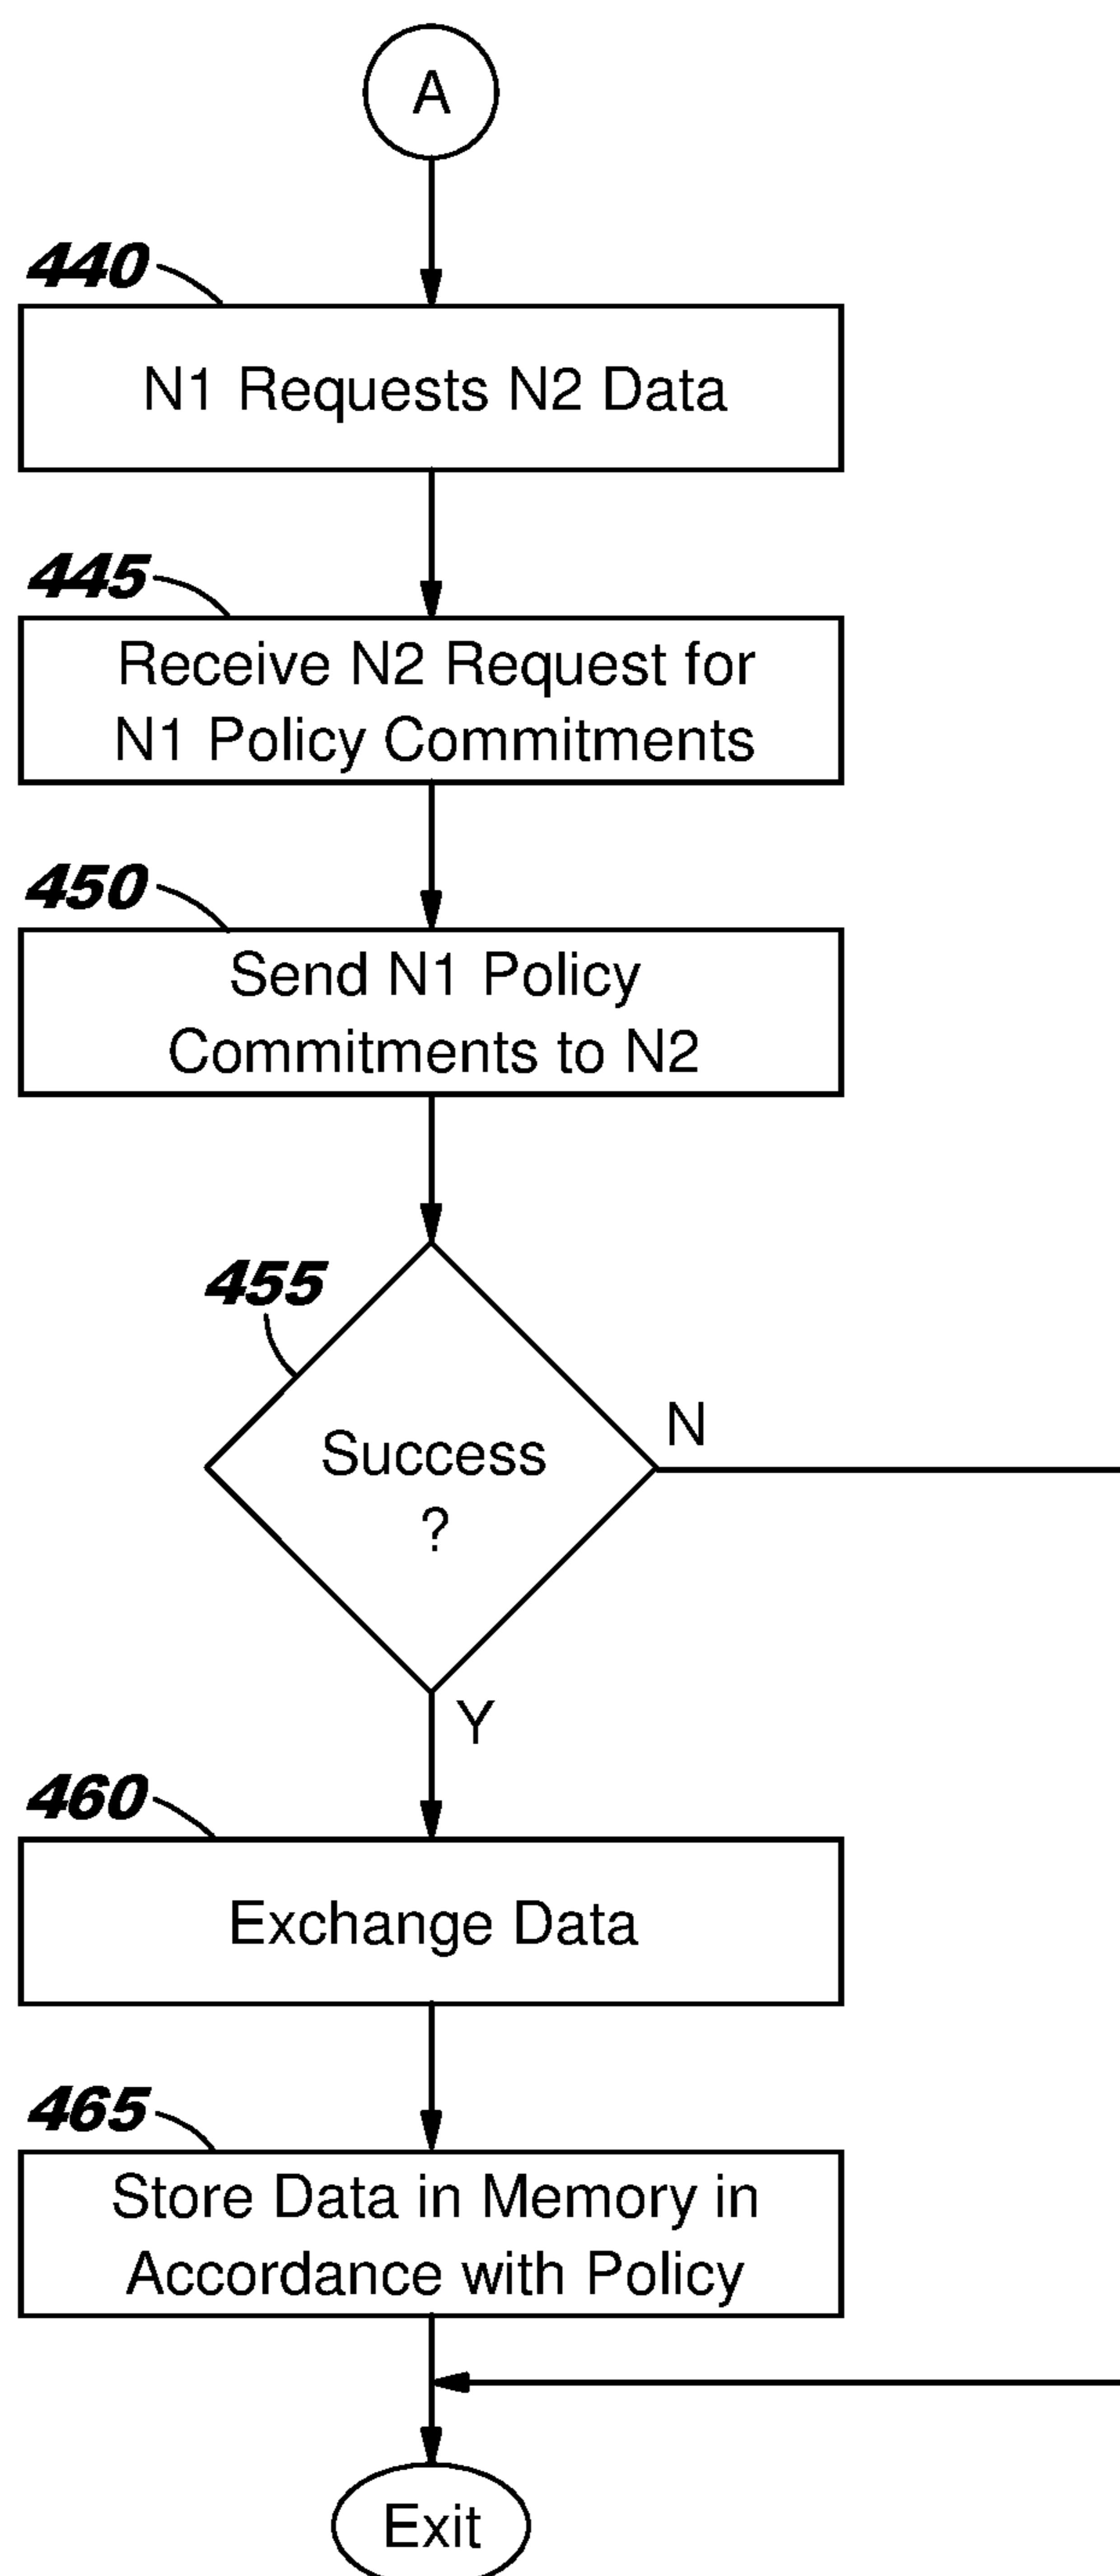 A
440
N1 Requests N2 Data
445
Receive N2 Request for
N1 Policy Commitments
450
Send N1 Policy
Commitments to N2
455
Success
?
N
Y
460
Exchange Data
465
Store Data in Memory in
Accordance with Policy
Exit